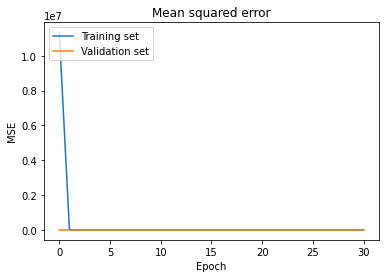 Mean squared error
1e7
Training set
Validation set
1.0
0.8
0.6
0.4
0.2
0.0
MSE
0 5 10 15 20 25 30
Epoch